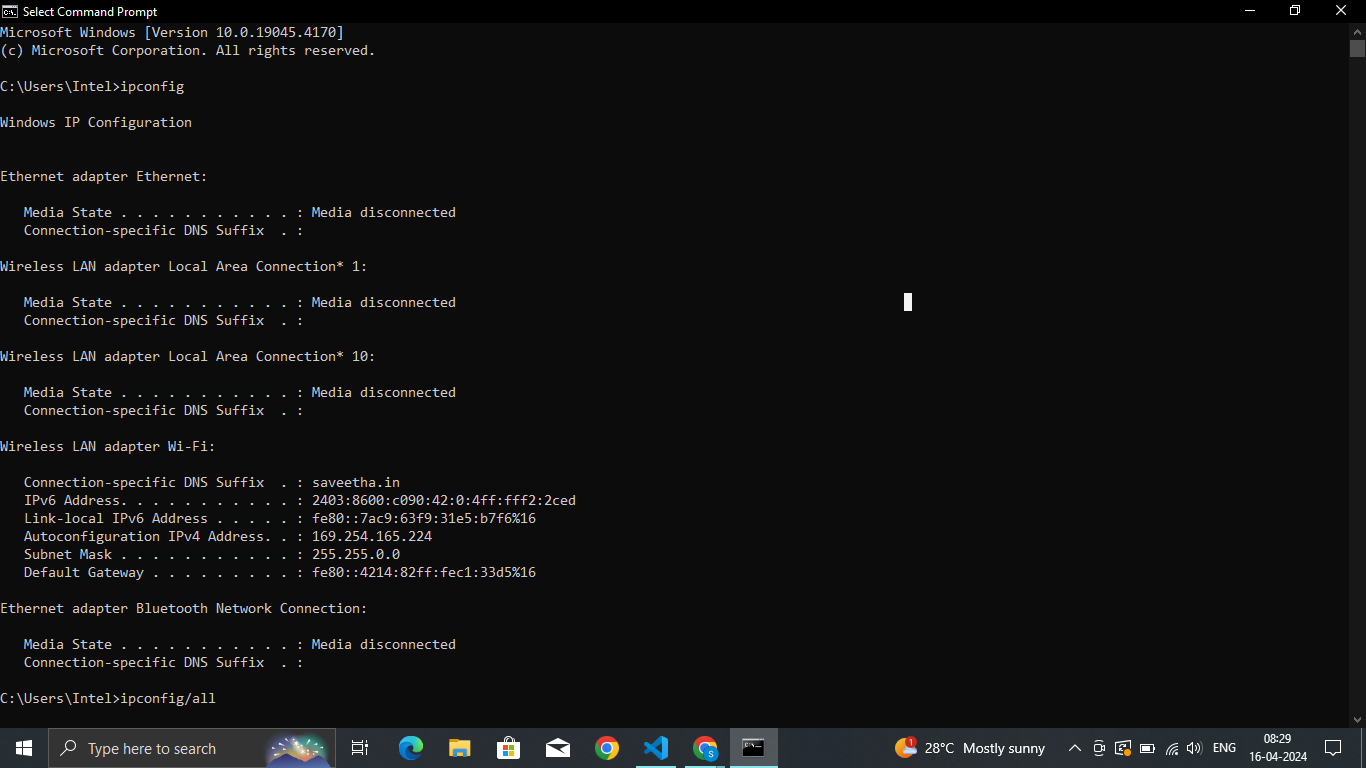 Select Command Prompt
Microsoft Windows [Version 10.0.19045.4170]
(c) Microsoft Corporation. All rights reserved.
C:\Users\Intel>ipconfig
Windows IP Configuration
Ethernet adapter Ethernet:
Media State . . . . . . . . . . . : Media disconnected
Connection-specific DNS Suffix  . :
Wireless LAN adapter Local Area Connection* 1:
Media State . . . . . . . . . . . : Media disconnected
Connection-specific DNS Suffix  . :
Wireless LAN adapter Local Area Connection* 10:
Media State . . . . . . . . . . . : Media disconnected
Connection-specific DNS Suffix  . :
Wireless LAN adapter Wi-Fi:
Connection-specific DNS Suffix  . : saveetha.in
IPv6 Address. . . . . . . . . . . : 2403:8600:c090:42:0:4ff:fff2:2ced
Link-local IPv6 Address . . . . . : fe80::7ac9:63f9:31e5:b7f6%16
Autoconfiguration IPv4 Address. . : 169.254.165.224
Subnet Mask . . . . . . . . . . . : 255.255.0.0
Default Gateway . . . . . . . . . : fe80::4214:82ff:fec1:33d5%16
Ethernet adapter Bluetooth Network Connection:
Media State . . . . . . . . . . . : Media disconnected
Connection-specific DNS Suffix  . :
C:\Users\Intel>ipconfig/all
Type here to search
1
28°C Mostly sunny
ENG
08:29
16-04-2024